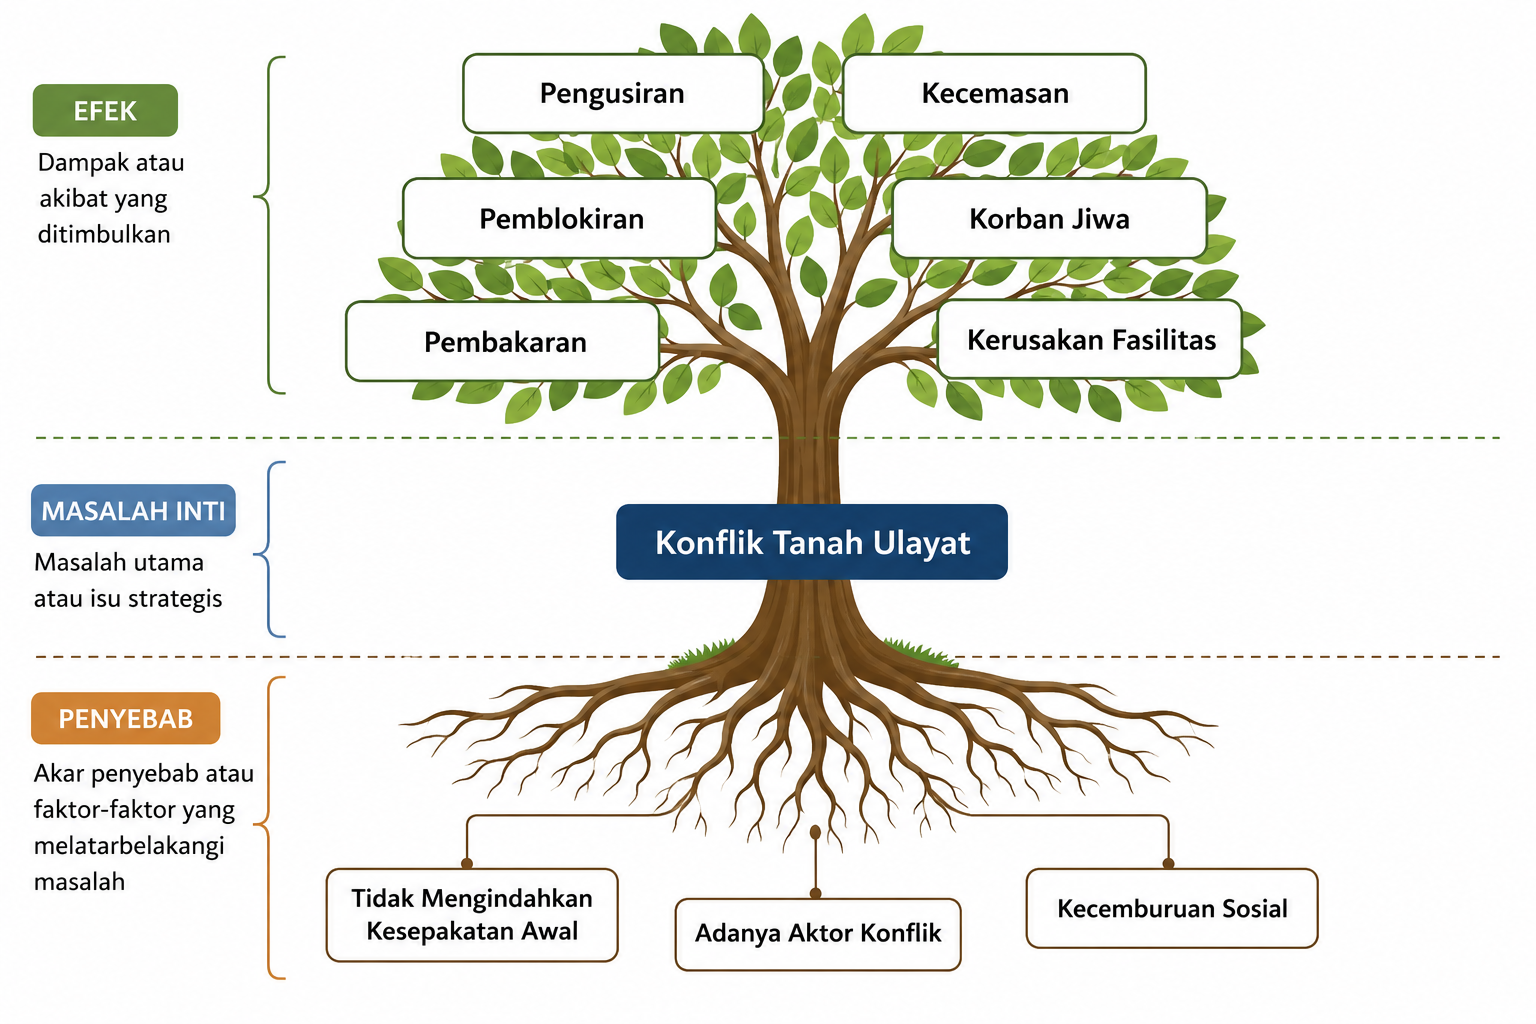 EFEK
Dampak atau
akibat yang
ditimbulkan
Pengusiran
Kecemasan
Pemblokiran
Korban Jiwa
Pembakaran
Kerusakan Fasilitas
MASALAH INTI
Masalah utama
atau isu strategis
Konflik Tanah Ulayat
PENYEBAB
Akar penyebab atau
faktor-faktor yang
melatarbelakangi
masalah
Tidak Mengindahkan
Kesepakatan Awal
Adanya Aktor Konflik
Kecemburuan Sosial